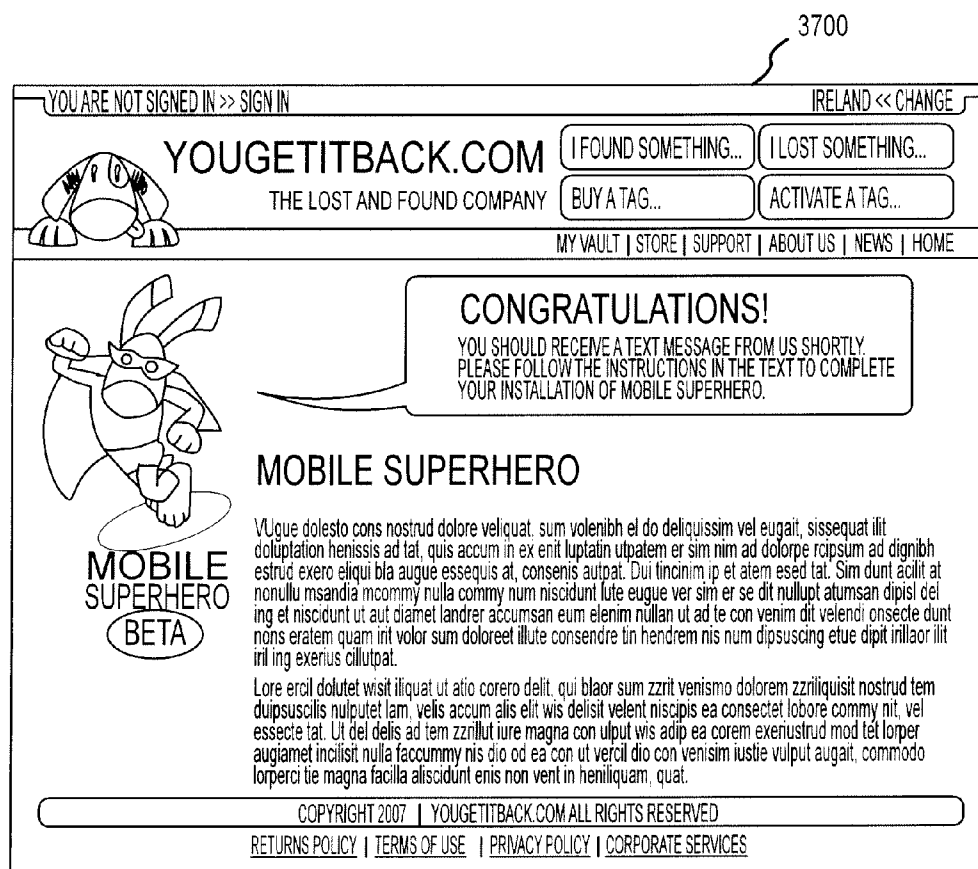 3700
YOU ARE NOT SIGNED IN >> SIGN IN
IRELAND << CHANGE
YOUGETITBACK.COM
THE LOST AND FOUND COMPANY
I FOUND SOMETHING...
I LOST SOMETHING...
BUY A TAG...
ACTIVATE A TAG...
MY VAULT | STORE | SUPPORT | ABOUT US | NEWS | HOME
CONGRATULATIONS!
YOU SHOULD RECEIVE A TEXT MESSAGE FROM US SHORTLY.
PLEASE FOLLOW THE INSTRUCTIONS IN THE TEXT TO COMPLETE
YOUR INSTALLATION OF MOBILE SUPERHERO.
MOBILE
SUPERHERO
BETA
MOBILE SUPERHERO
VUgue dolesto cons nostrud dolore veliquat, sum volenibh el do deliquissim vel eugait, sissequat ilit
doluptation henissis ad tat, quis accum in ex enit luptatin utpatem er sim nim ad dolorpe rcipsum ad dignibh
estrud exero eliqui bla augue essequis at, consenis autpat. Dui tincinim ip et atem esed tat. Sim dunt acilit at
nonullu msandia mcommy nulla commy num niscidunt lute eugue ver sim er se dit nullupt atumsan dipisl del
ing et niscidunt ut aut diamet landrer accumsan eum elenim nullan ut ad te con venim dit velendi onsecte dunt
nons eratem quam irit volor sum doloreet illute consendre tin hendrem nis num dipsuscing etue dipit irillaor ilit
iril ing exerius cillutpat.
Lore ercil dolutet wisit iliquat ut atio corero delit, qui blaor sum zzrit venismo dolorem zzriliquisit nostrud tem
duipsuscilis nulputet lam, velis accum alis elit wis delisit velent niscipis ea consectet lobore commy nit, vel
essecte tat. Ut del delis ad tem zzrillut iure magna con ulput wis adip ea corem exeriustrud mod tet lorper
augiamet incilisit nulla faccummy nis dio od ea con ut vercil dio con venisim iustie vulput augait, commodo
lorperci tie magna facilla aliscidunt enis non vent in heniliquam, quat.
COPYRIGHT 2007 | YOUGETITBACK.COM ALL RIGHTS RESERVED
RETURNS POLICY | TERMS OF USE | PRIVACY POLICY | CORPORATE SERVICES